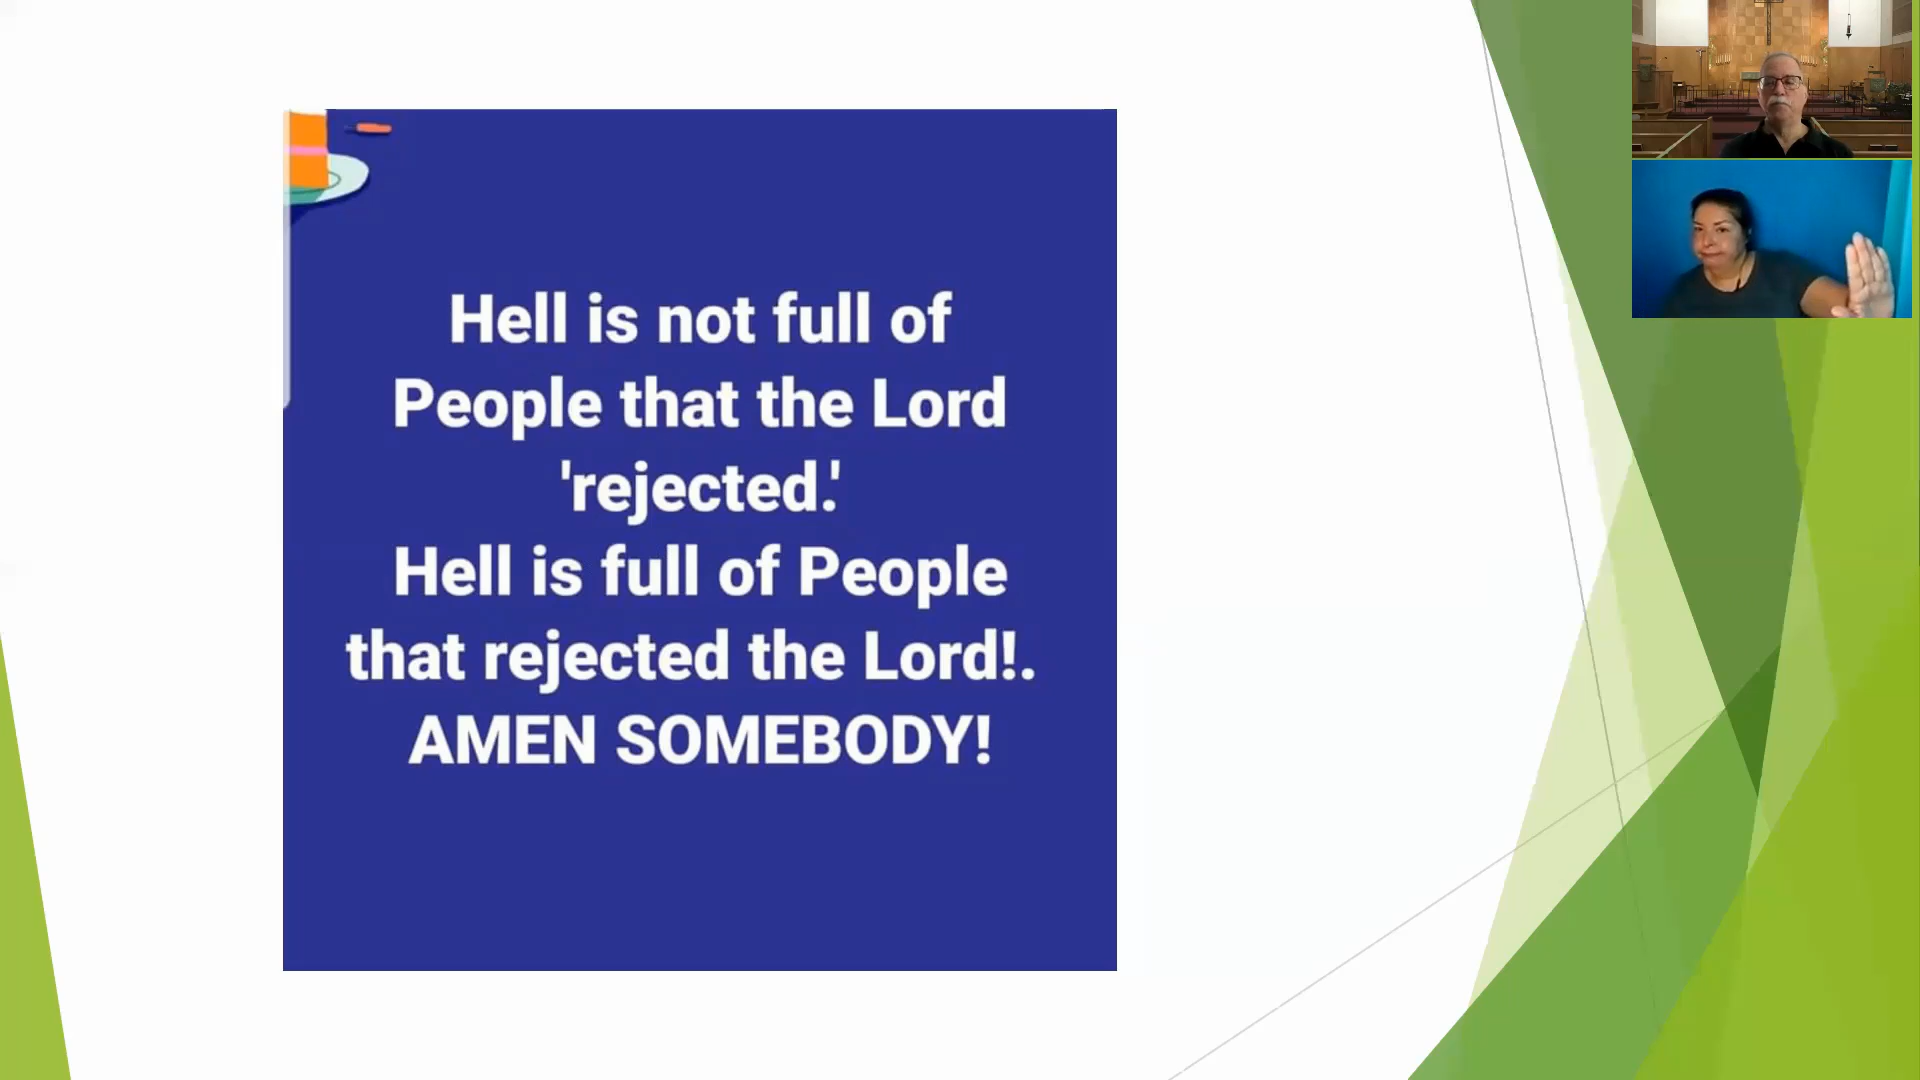 Hell is not full of
People that the Lord
'rejected.'
Hell is full of People
that rejected the Lord!.
AMEN SOMEBODY!